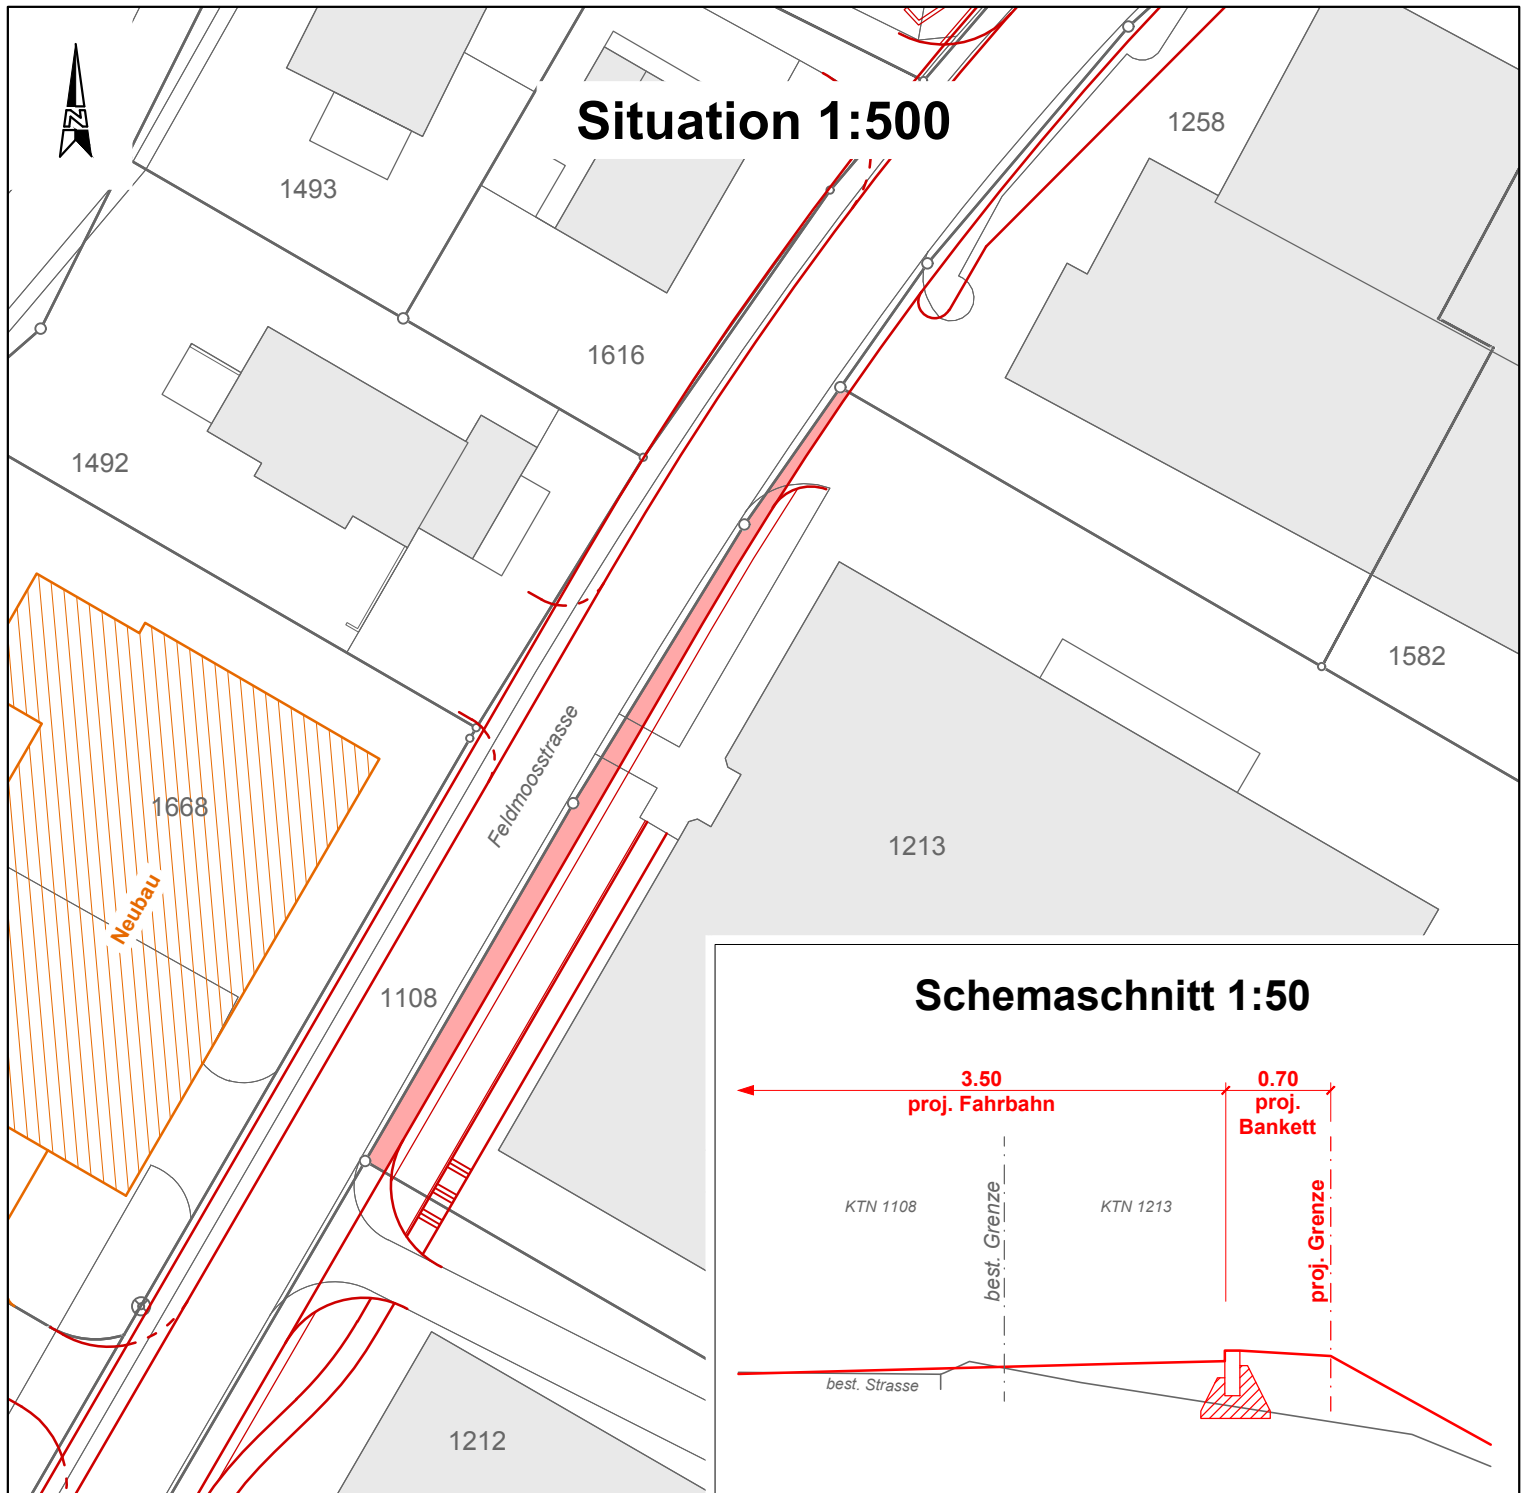 N
Situation 1:500
1258
1493
1616
1492
1582
Feldmoosstrasse
1668
1213
Neubau
1108
Schemaschnitt 1:50
3.50
proj. Fahrbahn
0.70
proj.
Bankett
KTN 1108
best. Grenze
KTN 1213
proj. Grenze
best. Strasse
1212